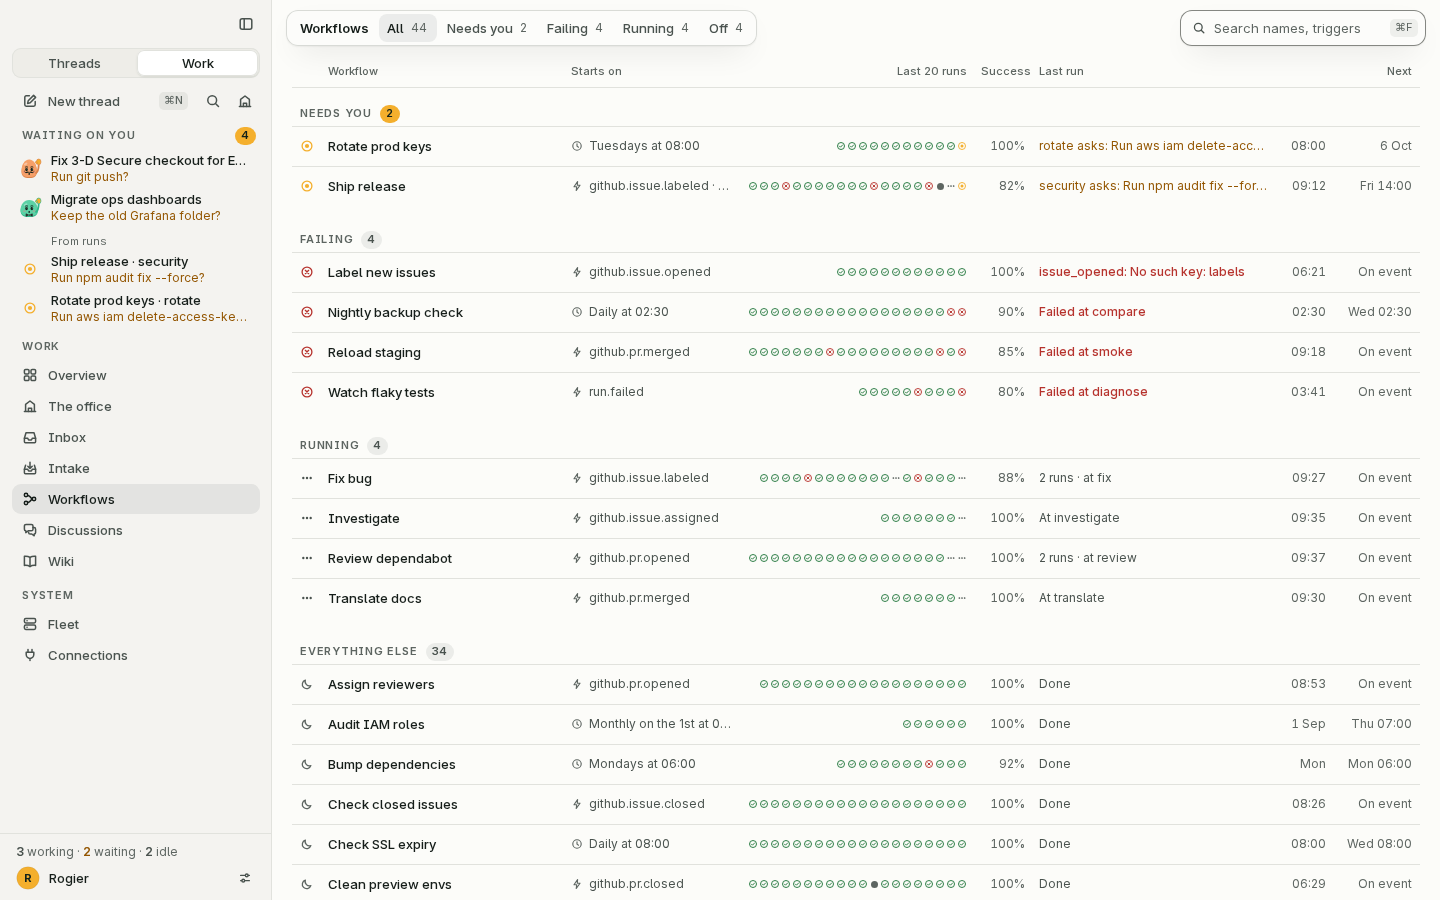 Threads
Work
New thread
⌘N
WAITING ON YOU
4
Fix 3-D Secure checkout for E…
Run git push?
Migrate ops dashboards
Keep the old Grafana folder?
From runs
Ship release · security
Run npm audit fix --force?
Rotate prod keys · rotate
Run aws iam delete-access-ke…
WORK
Overview
The office
Inbox
Intake
Workflows
Discussions
Wiki
SYSTEM
Fleet
Connections
3 working · 2 waiting · 2 idle
R
Rogier
Workflows
All 44
Needs you 2
Failing 4
Running 4
Off 4
Search names, triggers
⌘F
Workflow Starts on Last 20 runs Success Last run Next
NEEDS YOU 2
Rotate prod keys Tuesdays at 08:00 100% rotate asks: Run aws iam delete-acc… 08:00 6 Oct
Ship release github.issue.labeled · … 82% security asks: Run npm audit fix --for… 09:12 Fri 14:00
FAILING 4
Label new issues github.issue.opened 100% issue_opened: No such key: labels 06:21 On event
Nightly backup check Daily at 02:30 90% Failed at compare 02:30 Wed 02:30
Reload staging github.pr.merged 85% Failed at smoke 09:18 On event
Watch flaky tests run.failed 80% Failed at diagnose 03:41 On event
RUNNING 4
Fix bug github.issue.labeled 88% 2 runs · at fix 09:27 On event
Investigate github.issue.assigned 100% At investigate 09:35 On event
Review dependabot github.pr.opened 100% 2 runs · at review 09:37 On event
Translate docs github.pr.merged 100% At translate 09:30 On event
EVERYTHING ELSE 34
Assign reviewers github.pr.opened 100% Done 08:53 On event
Audit IAM roles Monthly on the 1st at 0… 100% Done 1 Sep Thu 07:00
Bump dependencies Mondays at 06:00 92% Done Mon Mon 06:00
Check closed issues github.issue.closed 100% Done 08:26 On event
Check SSL expiry Daily at 08:00 100% Done 08:00 Wed 08:00
Clean preview envs github.pr.closed 100% Done 06:29 On event